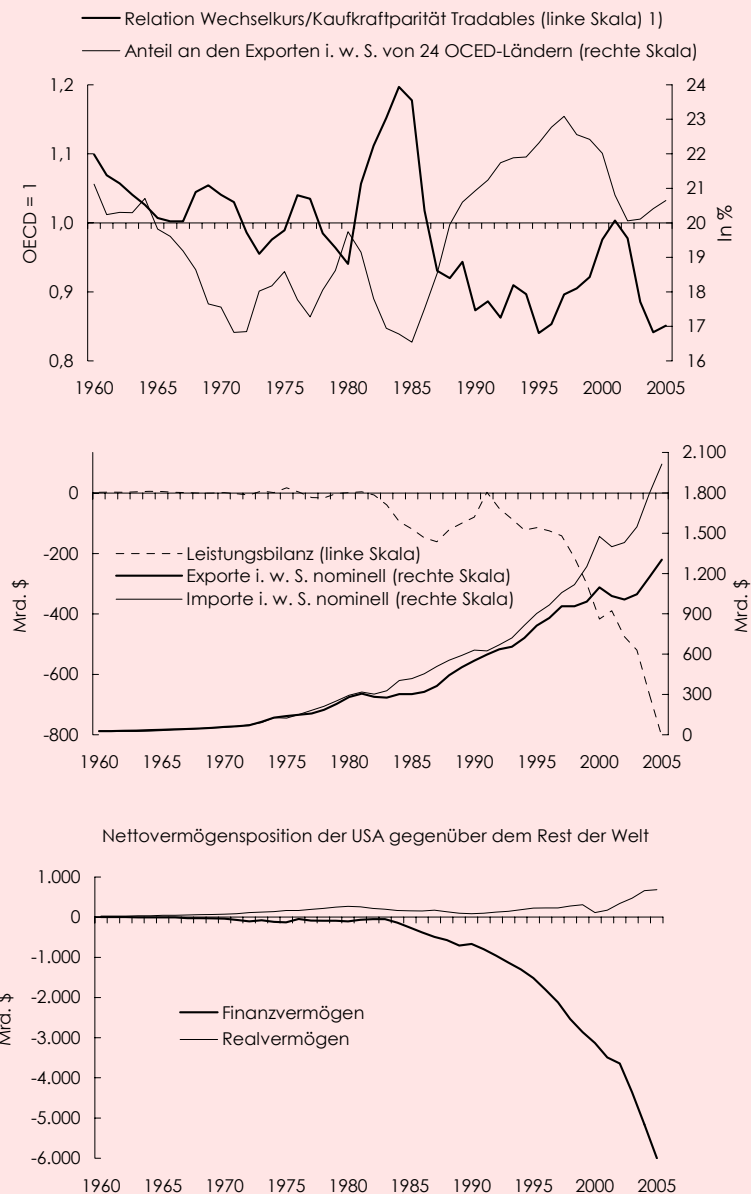 Relation Wechselkurs/Kaufkraftparität Tradables (linke Skala) 1)
Anteil an den Exporten i. w. S. von 24 OCED-Ländern (rechte Skala)
1,2
1,1
1,0
0,9
0,8
OECD = 1
24
23
22
21
20
19
18
17
16
In %
1960 1965 1970 1975 1980 1985 1990 1995 2000 2005
0
-200
-400
-600
-800
Mrd. $
Leistungsbilanz (linke Skala)
Exporte i. w. S. nominell (rechte Skala)
Importe i. w. S. nominell (rechte Skala)
2.100
1.800
1.500
1.200
900
600
300
0
Mrd. $
1960 1965 1970 1975 1980 1985 1990 1995 2000 2005
Nettovermögensposition der USA gegenüber dem Rest der Welt
1.000
0
-1.000
-2.000
-3.000
-4.000
-5.000
-6.000
Mrd. $
Finanzvermögen
Realvermögen
1960 1965 1970 1975 1980 1985 1990 1995 2000 2005